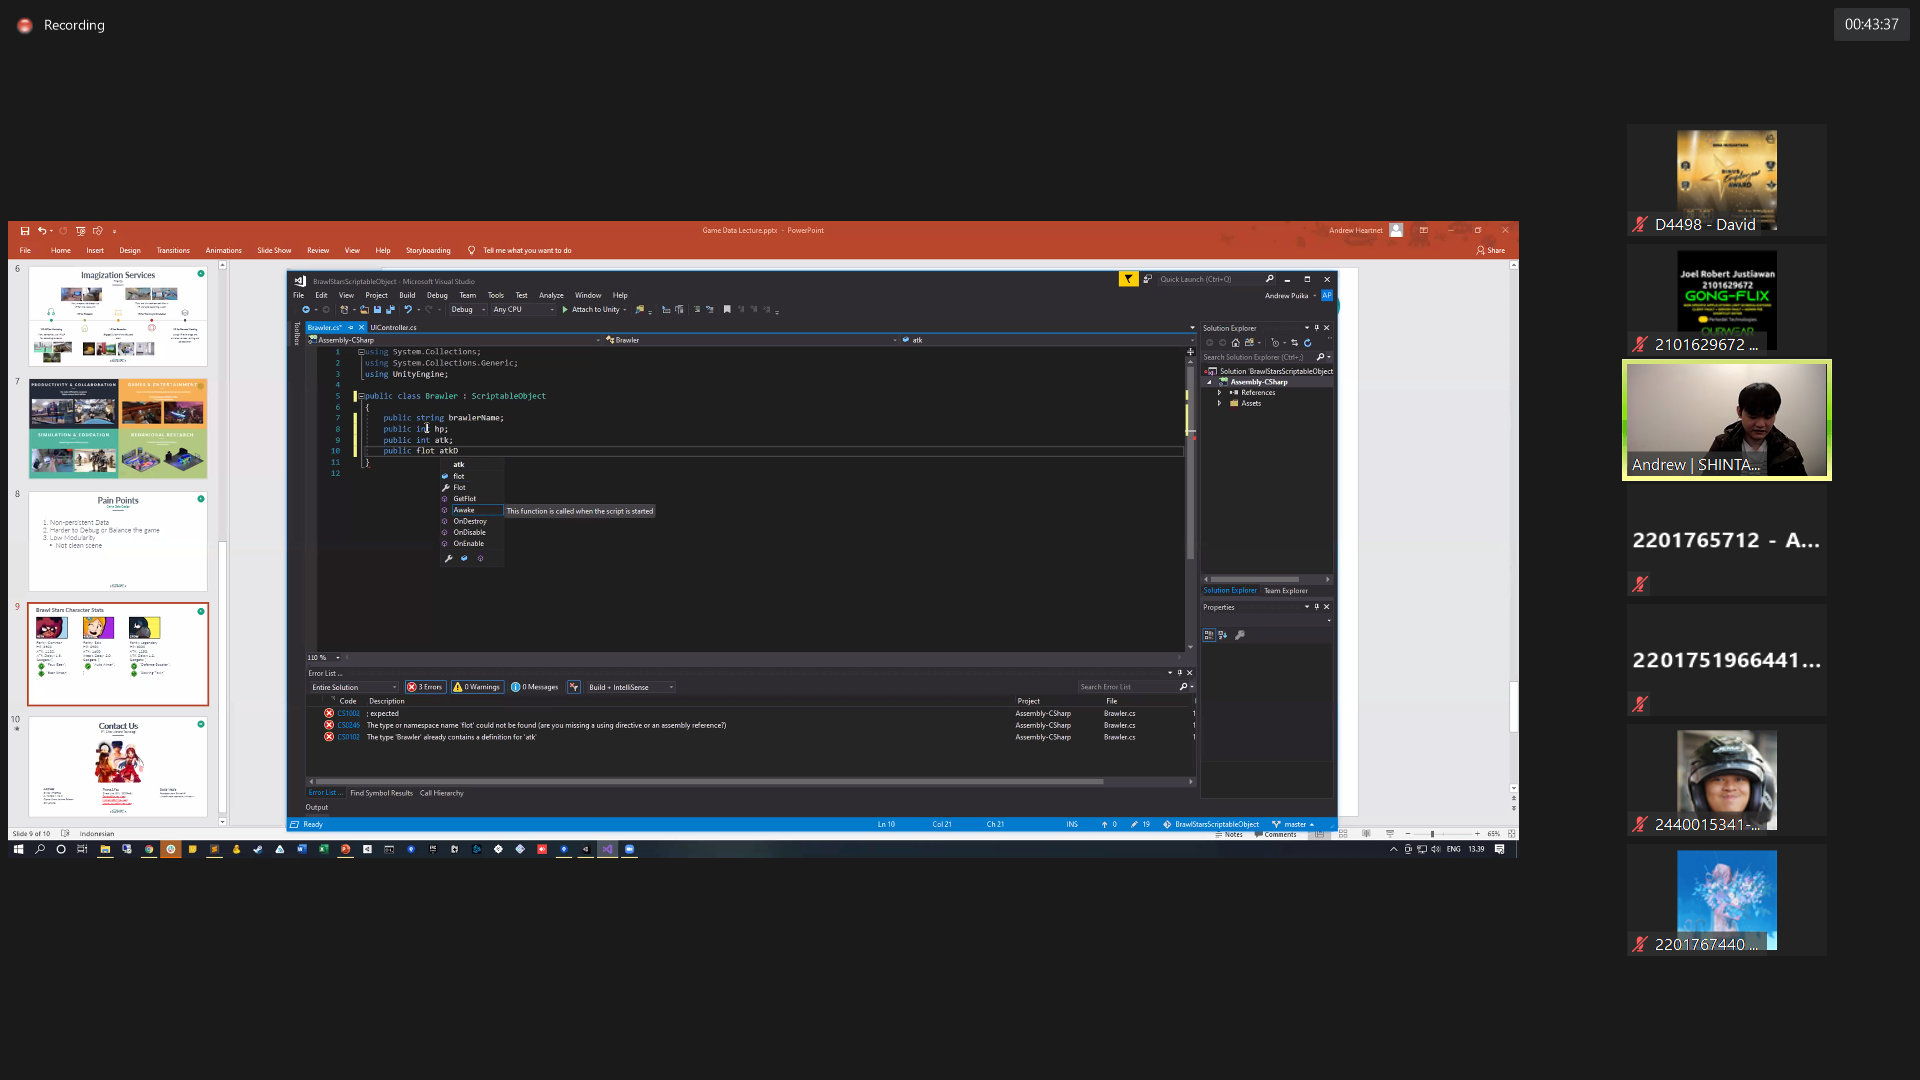 Recording
00:43:37
Game Data Lecture.pptx - PowerPoint
Andrew Heartnet
File Home Insert Design Transitions Animations Slide Show Review View Help Storyboarding Tell me what you want to do
Share
6
Imagization Services
7
PRODUCTIVITY & COLLABORATION
GAMES & ENTERTAINMENT
SIMULATION & EDUCATION
BEHAVIORAL RESEARCH
8
Pain Points
1. Non-persistent Data
2. Harder to Debug or Balance the game
3. Low Modularity
• Not clean scene
9
Brawl Stars Character Stats
10
Contact Us
Slide 9 of 10
Indonesian
Notes
Comments
65%
BrawlStarsScriptableObject - Microsoft Visual Studio
Quick Launch (Ctrl+Q)
File Edit View Project Build Debug Team Tools Test Analyze Window Help
Andrew Puika
AP
Debug
Any CPU
Attach to Unity
Toolbox
Brawler.cs*
UIController.cs
Assembly-CSharp
Brawler
atk
1 using System.Collections;
2 using System.Collections.Generic;
3 using UnityEngine;
4
5 public class Brawler : ScriptableObject
6 {
7 public string brawlerName;
8 public int hp;
9 public int atk;
10 public flot atkD
11 }
12
atk
flot
Flot
GetFlot
Awake
This function is called when the script is started
OnDestroy
OnDisable
OnEnable
Solution Explorer
Search Solution Explorer (Ctrl+;)
Solution 'BrawlStarsScriptableObject
Assembly-CSharp
References
Assets
Solution Explorer
Team Explorer
Properties
110 %
Error List ...
Entire Solution
3 Errors
0 Warnings
0 Messages
Build + IntelliSense
Search Error List
Code Description Project File
CS1002 ; expected Assembly-CSharp Brawler.cs
CS0246 The type or namespace name 'flot' could not be found (are you missing a using directive or an assembly reference?) Assembly-CSharp Brawler.cs
CS0102 The type 'Brawler' already contains a definition for 'atk' Assembly-CSharp Brawler.cs
Error List ...
Find Symbol Results
Call Hierarchy
Output
Ready
Ln 10
Col 21
Ch 21
INS
0
19
BrawlStarsScriptableObject
master
ENG
13.39
BINUS
AWARD
D4498 - David
Joel Robert Justiawan
2101629672
GONG-FLIX
2101629672 ...
Andrew | SHINTA...
2201765712 - A...
2201751966441...
2440015341-...
2201767440 ...